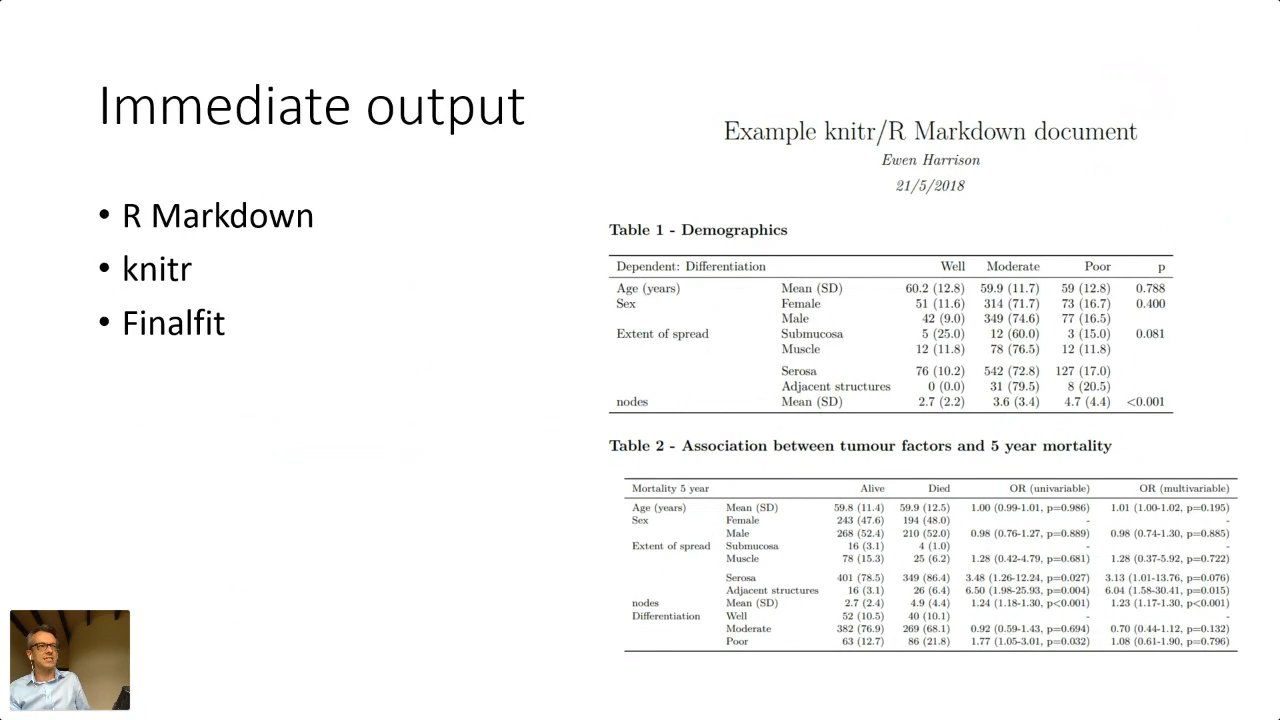 Immediate output
• R Markdown
• knitr
• Finalfit
Example knitr/R Markdown document
Ewen Harrison
21/5/2018
Table 1 - Demographics
Dependent: Differentiation Well Moderate Poor p
Age (years) Mean (SD) 60.2 (12.8) 59.9 (11.7) 59 (12.8) 0.788
Sex Female 51 (11.6) 314 (71.7) 73 (16.7) 0.400
Male 42 (9.0) 349 (74.6) 77 (16.5)
Extent of spread Submucosa 5 (25.0) 12 (60.0) 3 (15.0) 0.081
Muscle 12 (11.8) 78 (76.5) 12 (11.8)
Serosa 76 (10.2) 542 (72.8) 127 (17.0)
Adjacent structures 0 (0.0) 31 (79.5) 8 (20.5)
nodes Mean (SD) 2.7 (2.2) 3.6 (3.4) 4.7 (4.4) <0.001
Table 2 - Association between tumour factors and 5 year mortality
Mortality 5 year Alive Died OR (univariable) OR (multivariable)
Age (years) Mean (SD) 59.8 (11.4) 59.9 (12.5) 1.00 (0.99-1.01, p=0.986) 1.01 (1.00-1.02, p=0.195)
Sex Female 243 (47.6) 194 (48.0) - -
Male 268 (52.4) 210 (52.0) 0.98 (0.76-1.27, p=0.889) 0.98 (0.74-1.30, p=0.885)
Extent of spread Submucosa 16 (3.1) 4 (1.0) - -
Muscle 78 (15.3) 25 (6.2) 1.28 (0.42-4.79, p=0.681) 1.28 (0.37-5.92, p=0.722)
Serosa 401 (78.5) 349 (86.4) 3.48 (1.26-12.24, p=0.027) 3.13 (1.01-13.76, p=0.076)
Adjacent structures 16 (3.1) 26 (6.4) 6.50 (1.98-25.93, p=0.004) 6.04 (1.58-30.41, p=0.015)
nodes Mean (SD) 2.7 (2.4) 4.9 (4.4) 1.24 (1.18-1.30, p<0.001) 1.23 (1.17-1.30, p<0.001)
Differentiation Well 52 (10.5) 40 (10.1) - -
Moderate 382 (76.9) 269 (68.1) 0.92 (0.59-1.43, p=0.694) 0.70 (0.44-1.12, p=0.132)
Poor 63 (12.7) 86 (21.8) 1.77 (1.05-3.01, p=0.032) 1.08 (0.61-1.90, p=0.796)